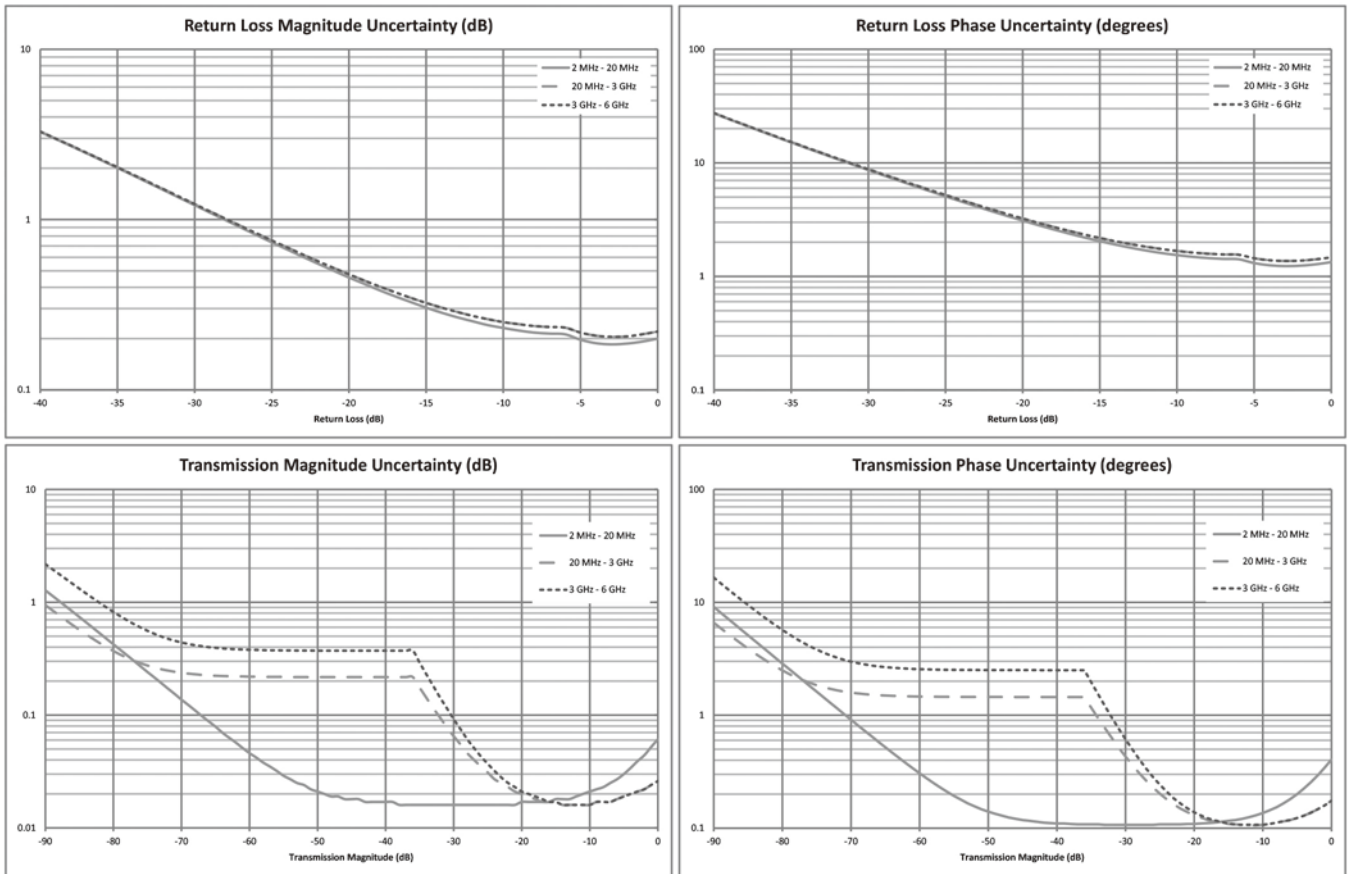 Return Loss Magnitude Uncertainty (dB)
10
1
0.1
2 MHz - 20 MHz
20 MHz - 3 GHz
3 GHz - 6 GHz
-40 -35 -30 -25 -20 -15 -10 -5 0
Return Loss (dB)
Return Loss Phase Uncertainty (degrees)
100
10
1
0.1
2 MHz - 20 MHz
20 MHz - 3 GHz
3 GHz - 6 GHz
-40 -35 -30 -25 -20 -15 -10 -5 0
Return Loss (dB)
Transmission Magnitude Uncertainty (dB)
10
1
0.1
0.01
2 MHz - 20 MHz
20 MHz - 3 GHz
3 GHz - 6 GHz
-90 -80 -70 -60 -50 -40 -30 -20 -10 0
Transmission Magnitude (dB)
Transmission Phase Uncertainty (degrees)
100
10
1
0.1
2 MHz - 20 MHz
20 MHz - 3 GHz
3 GHz - 6 GHz
-90 -80 -70 -60 -50 -40 -30 -20 -10 0
Transmission Magnitude (dB)